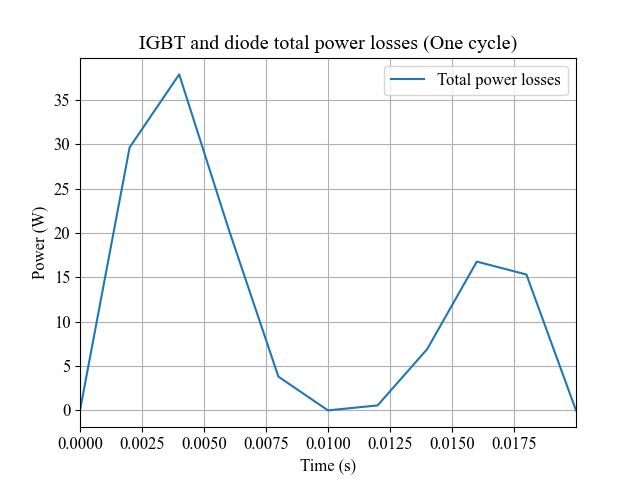 IGBT and diode total power losses (One cycle)
Total power losses
Power (W)
35
30
25
20
15
10
5
0
0.0000 0.0025 0.0050 0.0075 0.0100 0.0125 0.0150 0.0175
Time (s)